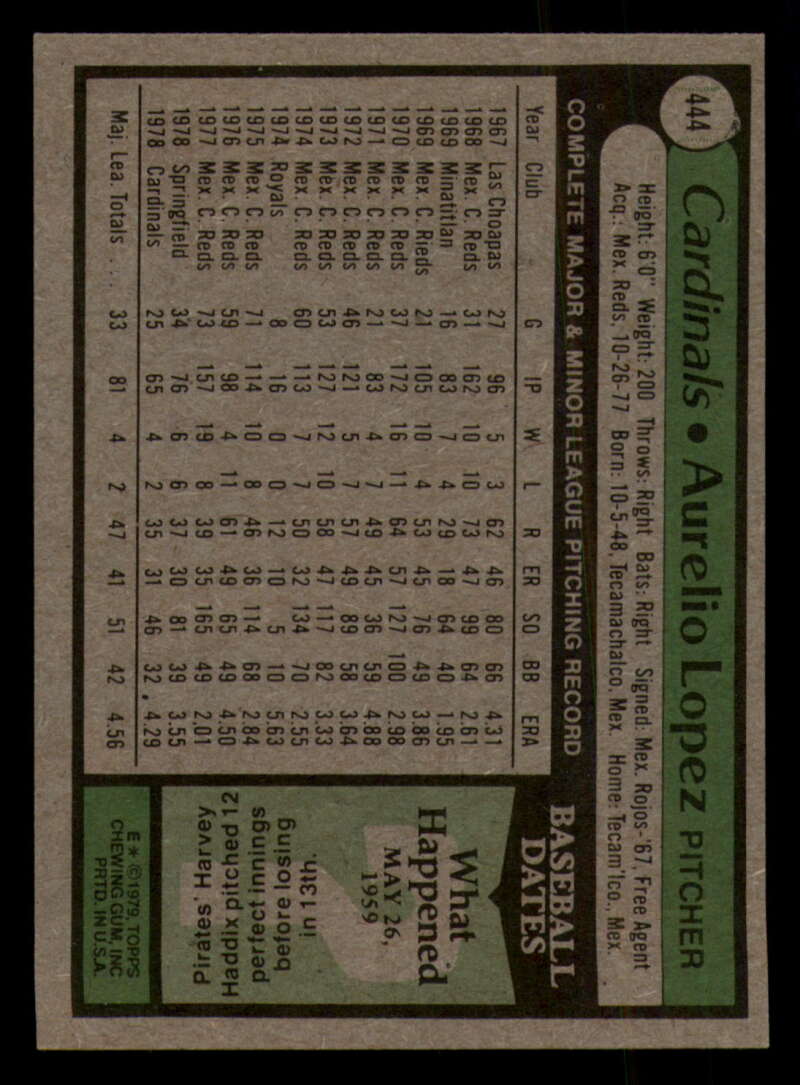 444
Cardinals • Aurelio Lopez PITCHER
Height: 6'0" Weight: 200 Throws: Right Bats: Right Signed: Mex. Rojos-'67, Free Agent
Acq.: Mex. Reds, 10-26-77 Born: 10-5-48, Tecamachalco, Mex. Home: Tecam'lco., Mex.
COMPLETE MAJOR & MINOR LEAGUE PITCHING RECORD
Year Club G IP W L R ER SO BB ERA
1967 Las Choapas 27 96 5 3 62 46 80 66 4.31
1968 Mex. C Reds 31 162 10 10 73 47 69 64 2.61
1969 Minatitlan 16 83 7 4 29 18 64 40 1.95
1969 Mex. C. Rieds 21 105 10 4 53 45 76 49 3.86
1970 Mex. C. Reds 37 172 16 11 64 57 127 100 2.98
1971 Mex. C. Reds 21 83 4 7 49 45 36 59 4.88
1972 Mex. C. Reds 46 121 5 7 57 49 89 58 3.64
1973 Mex. C. Reds 53 127 12 10 58 47 117 82 3.33
1974 Mex. C. Reds 60 113 7 7 50 32 134 70 2.55
1974 Royals 8 16 0 0 12 10 5 10 5.63
1975 Mex. C. Reds 71 114 10 8 46 36 114 68 2.84
1976 Mex. C. Reds 59 98 4 11 61 49 65 49 4.50
1977 Mex. C. Reds 73 157 19 8 39 35 165 49 2.01
1978 Springfield 34 76 6 6 37 30 81 39 3.55
1978 Cardinals 25 65 4 2 35 31 46 32 4.29
Maj. Lea. Totals . . . 33 81 4 2 47 41 51 42 4.56
BASEBALL
DATES
What
Happened
MAY 26,
1959
Pirates' Harvey
Haddix pitched 12
perfect innings
before losing
in 13th.
E * © 1979, TOPPS
CHEWING GUM, INC
PRTD. IN U.S.A.